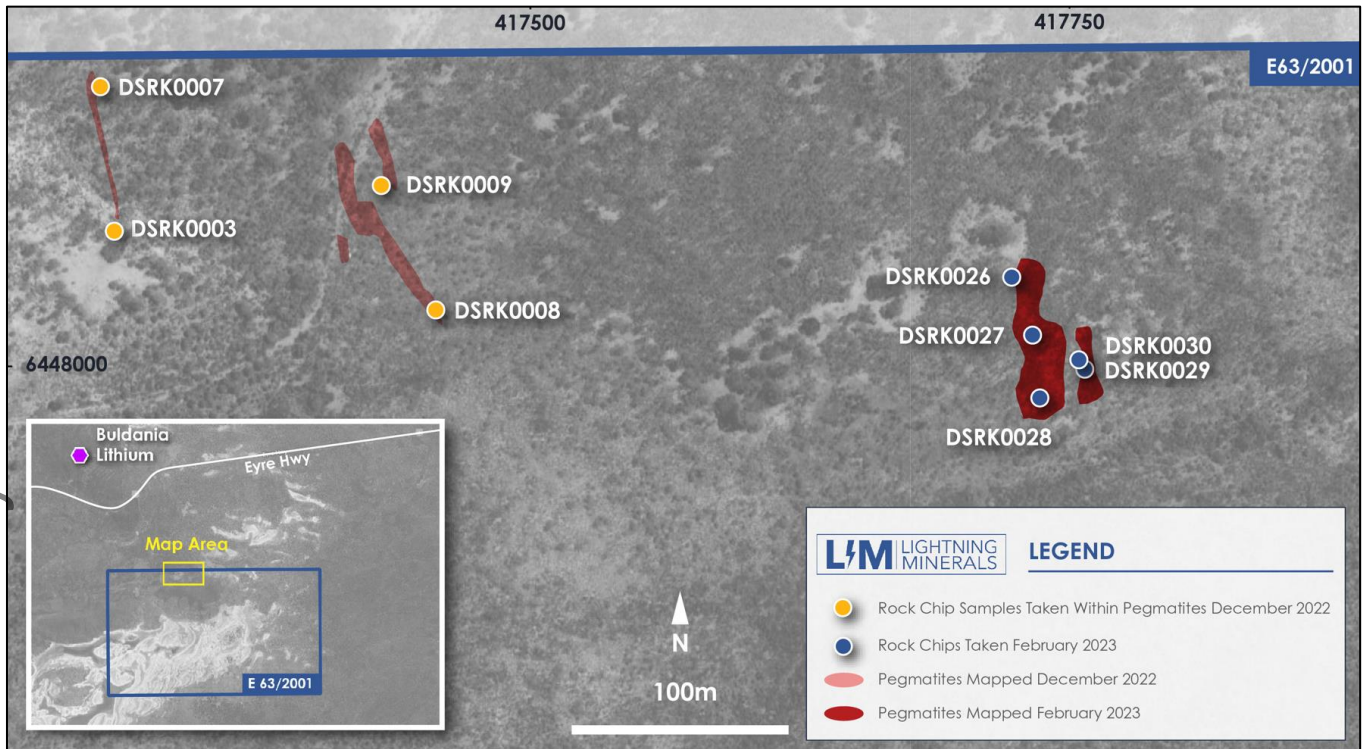 417500
417750
E63/2001
DSRK0007
DSRK0003
DSRK0009
DSRK0008
DSRK0026
DSRK0027
DSRK0030
DSRK0029
DSRK0028
6448000
Buldania
Lithium
Eyre Hwy
Map Area
E 63/2001
N
100m
LM LIGHTNING
MINERALS
LEGEND
Rock Chip Samples Taken Within Pegmatites December 2022
Rock Chips Taken February 2023
Pegmatites Mapped December 2022
Pegmatites Mapped February 2023